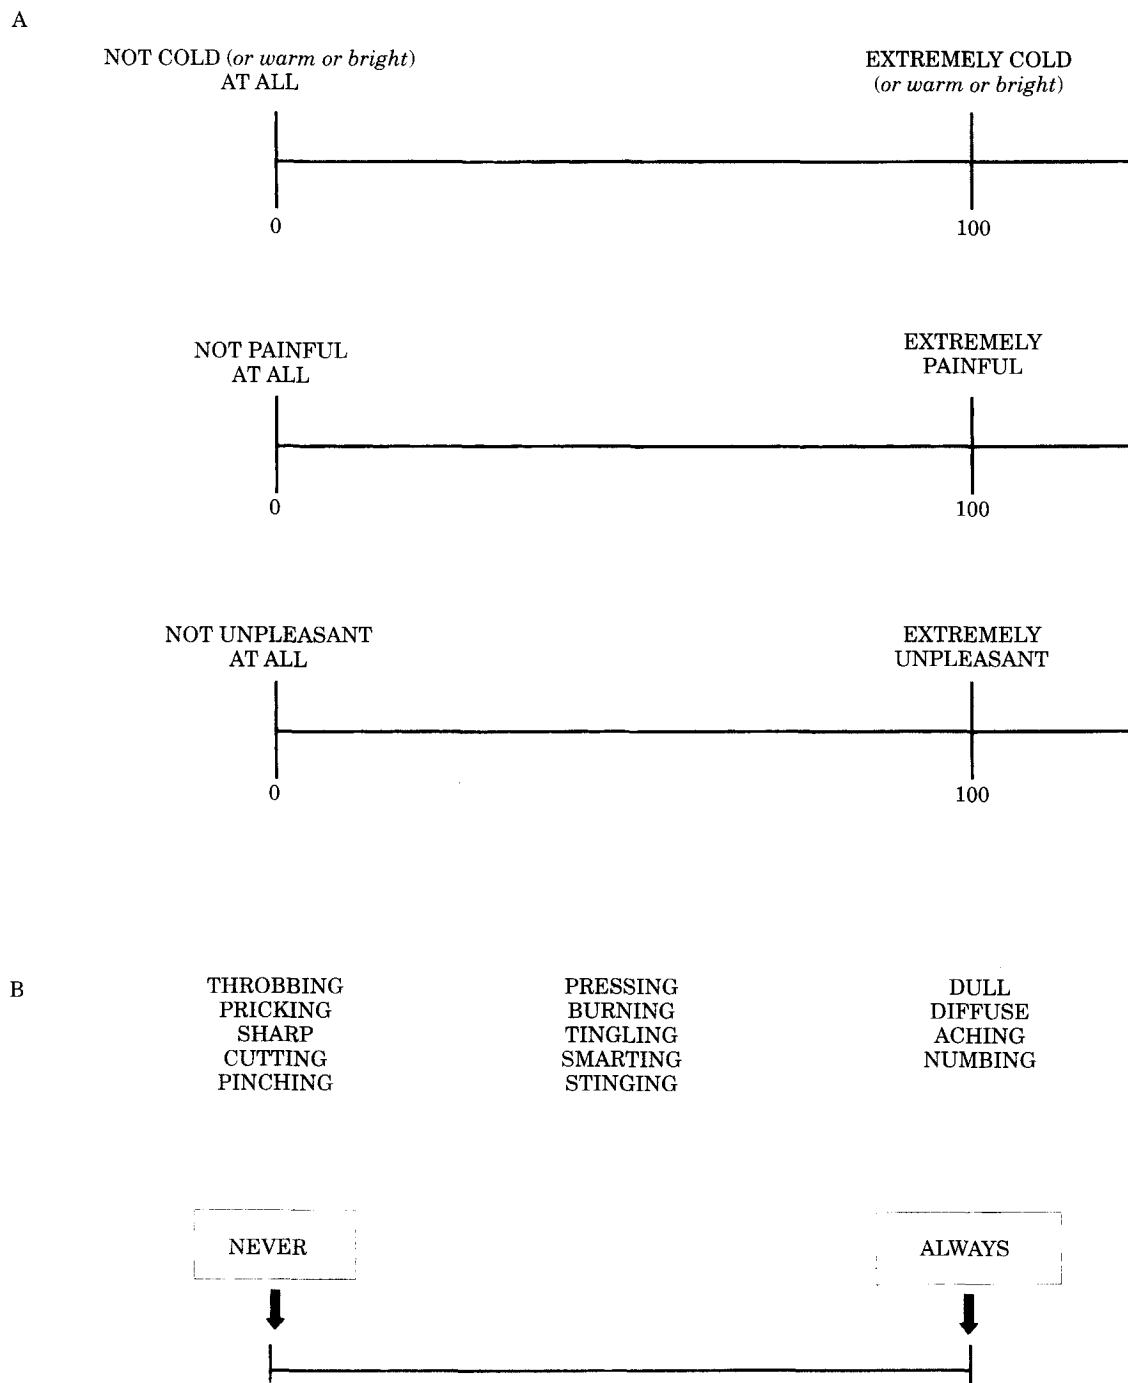 A
NOT COLD (or warm or bright)
AT ALL
EXTREMELY COLD
(or warm or bright)
0
100
NOT PAINFUL
AT ALL
EXTREMELY
PAINFUL
0
100
NOT UNPLEASANT
AT ALL
EXTREMELY
UNPLEASANT
0
100
B
THROBBING
PRICKING
SHARP
CUTTING
PINCHING
PRESSING
BURNING
TINGLING
SMARTING
STINGING
DULL
DIFFUSE
ACHING
NUMBING
NEVER
ALWAYS